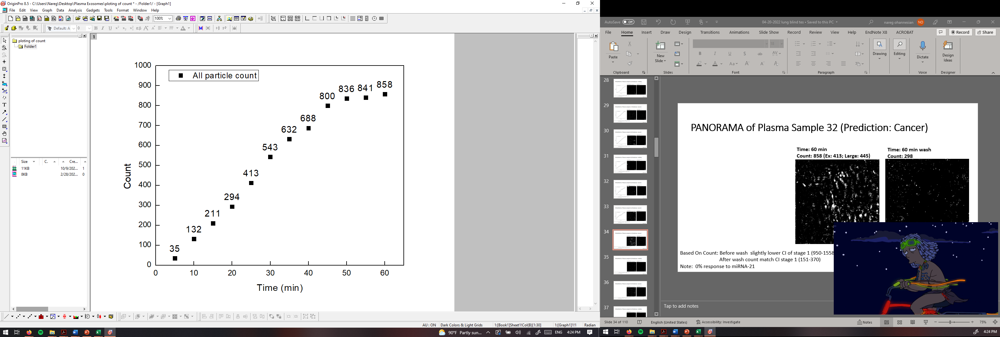 OriginPro 8.5 - C:\Users\Nareg\Desktop\Plasma Exosomes\ploting of count * - /Folder1/ - [Graph1]
File Edit View Graph Data Analysis Gadgets Tools Format Window Help
100%
Default: A 0 B I U
1
ploting of count
Folder1
Size C. Cre...
11KB 10/9/202... 1
8KB 2/28/202... 0
All particle count
1000
900
800
700
600
500
400
300
200
100
0
35
132
211
294
413
543
632
688
800
836
841
858
0 10 20 30 40 50 60
Count
Time (min)
AU : ON Dark Colors & Light Grids 1:[Book1]Sheet1!Col(B)[1:30] 1:[Graph1]1!1 Radian
90°F Partly sun... ENG 4:24 PM
AutoSave Off 04-20-2022 lung blind tes • Saved to this PC nareg ohannesian NO
File Home Insert Draw Design Transitions Animations Slide Show Record Review View Help EndNote X8 ACROBAT Record Share
Paste
New
Slide
18
B I U S ab AV
Aa A A
Drawing
Editing
Dictate
Design
Ideas
Clipboard Slides Font Paragraph Voice Designer
28
29
30
31
32
33
34
35
36
37
PANORAMA of Plasma Sample 32 (Prediction: Cancer)
Time: 60 min
Count: 858 (Ex: 413; Large: 445)
Time: 60 min wash
Count: 298
Based On Count: Before wash slightly lower CI of stage 1 (950-1558
After wash count match CI stage 1 (151-370)
Note: 0% response to miRNA-21
Tap to add notes
Slide 34 of 110 English (United States) Accessibility: Investigate Notes 75%
4:24 PM